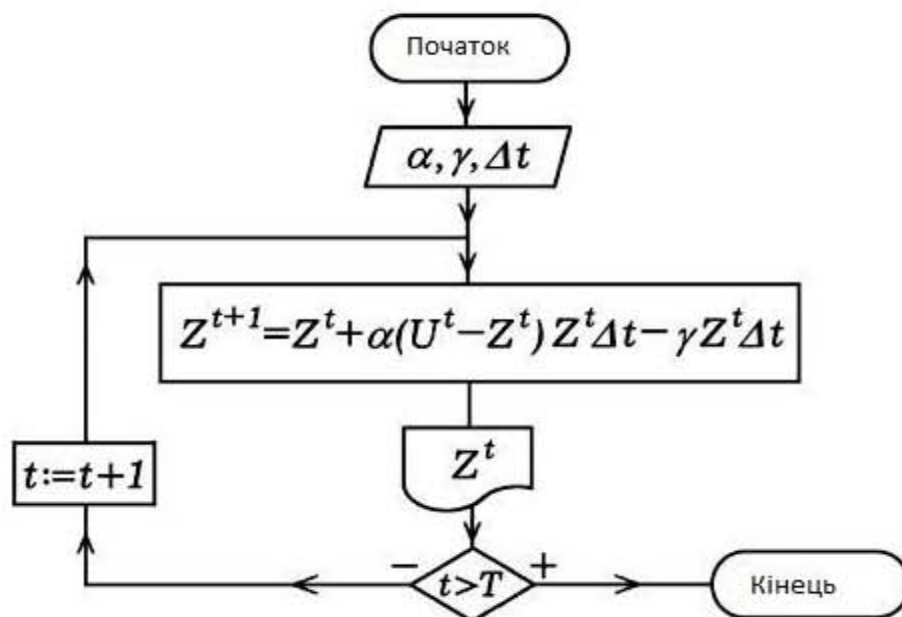 Початок
α, γ, Δt
Z^{t+1}=Z^t+α(U^t−Z^t)Z^tΔt−γZ^tΔt
t:=t+1
Z^t
− t>T +
Кінець